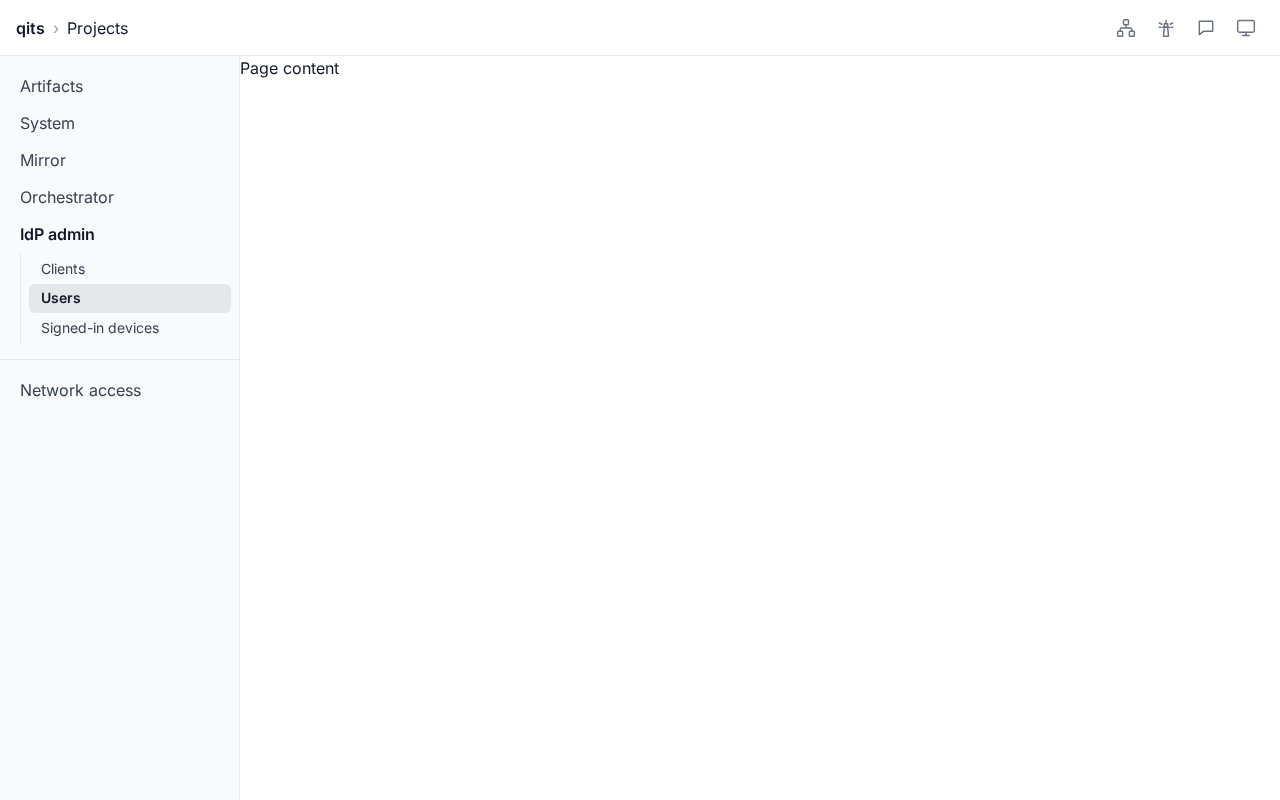 qits › Projects
Artifacts
System
Mirror
Orchestrator
IdP admin
Clients
Users
Signed-in devices
Network access
Page content